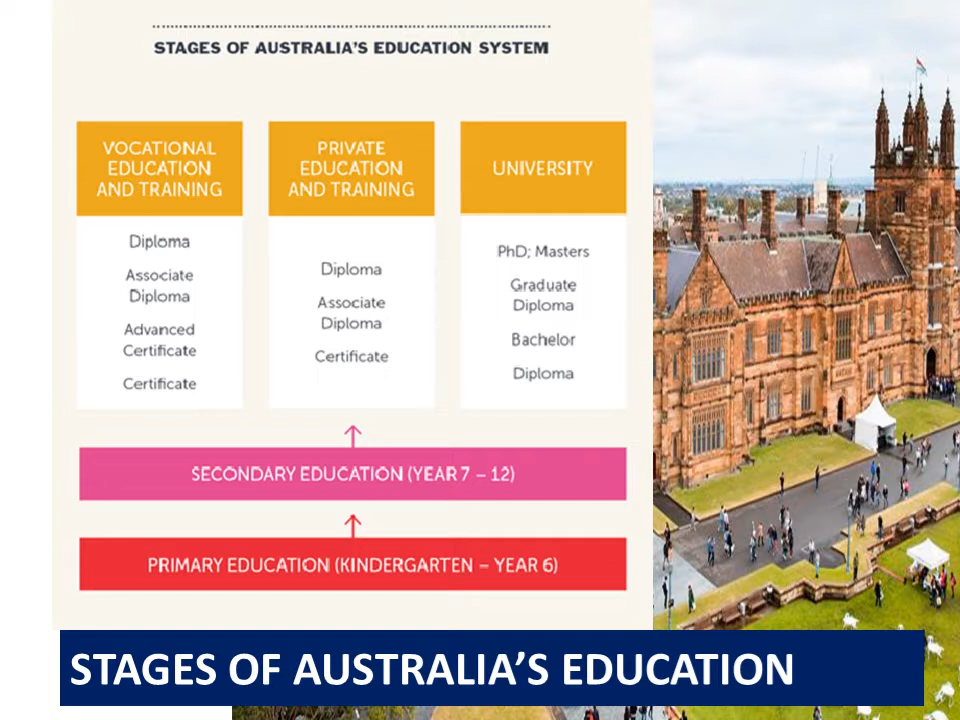 STAGES OF AUSTRALIA'S EDUCATION SYSTEM
VOCATIONAL
EDUCATION
AND TRAINING
Diploma
Associate
Diploma
Advanced
Certificate
Certificate
PRIVATE
EDUCATION
AND TRAINING
Diploma
Associate
Diploma
Certificate
UNIVERSITY
PhD; Masters
Graduate
Diploma
Bachelor
Diploma
SECONDARY EDUCATION (YEAR 7 – 12)
PRIMARY EDUCATION (KINDERGARTEN – YEAR 6)
STAGES OF AUSTRALIA’S EDUCATION